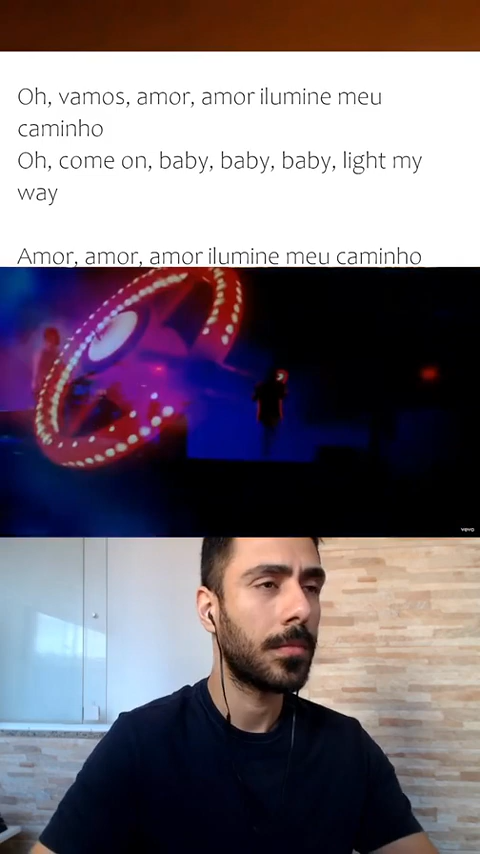 Oh, vamos, amor, amor ilumine meu
caminho
Oh, come on, baby, baby, baby, light my
way
Amor, amor, amor ilumine meu caminho
vevo